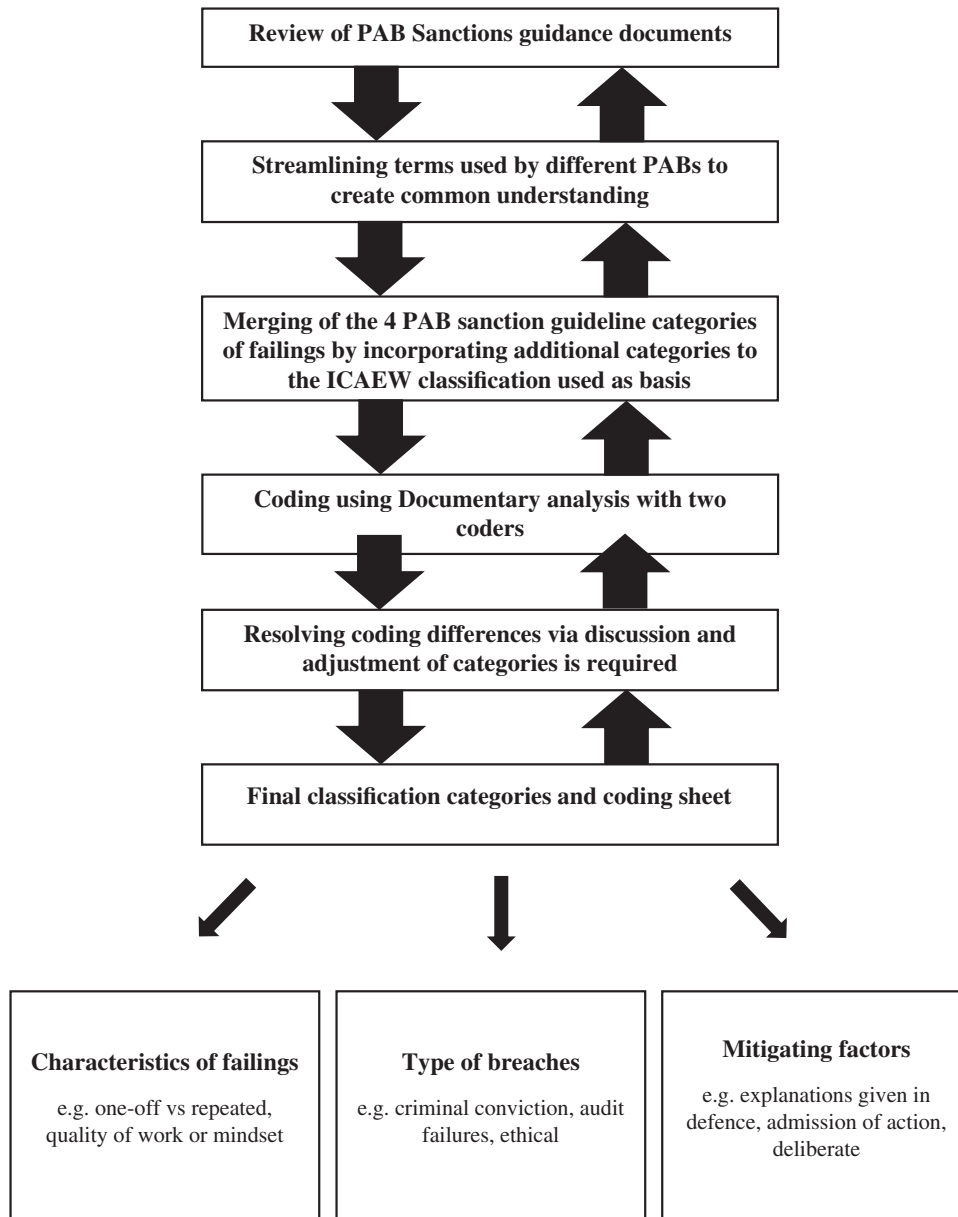 Review of PAB Sanctions guidance documents
Streamlining terms used by different PABs to
create common understanding
Merging of the 4 PAB sanction guideline categories
of failings by incorporating additional categories to
the ICAEW classification used as basis
Coding using Documentary analysis with two
coders
Resolving coding differences via discussion and
adjustment of categories is required
Final classification categories and coding sheet
Characteristics of failings
e.g. one-off vs repeated,
quality of work or mindset
Type of breaches
e.g. criminal conviction, audit
failures, ethical
Mitigating factors
e.g. explanations given in
defence, admission of action,
deliberate